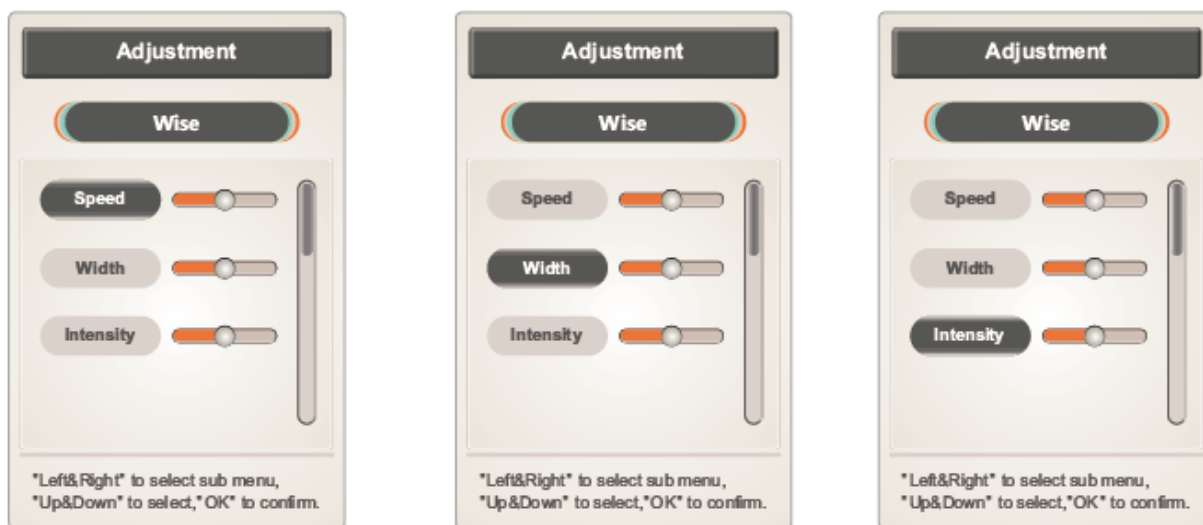 Adjustment
Wise
Speed
Width
Intensity
"Left&Right" to select sub menu,
"Up&Down" to select,"OK" to confirm.
Adjustment
Wise
Speed
Width
Intensity
"Left&Right" to select sub menu,
"Up&Down" to select,"OK" to confirm.
Adjustment
Wise
Speed
Width
Intensity
"Left&Right" to select sub menu,
"Up&Down" to select,"OK" to confirm.